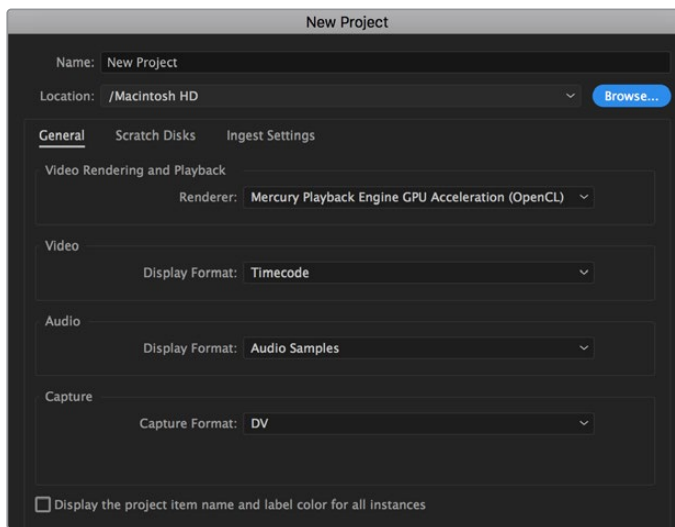 New Project
Name: New Project
Location: /Macintosh HD Browse...
General Scratch Disks Ingest Settings
Video Rendering and Playback
Renderer: Mercury Playback Engine GPU Acceleration (OpenCL)
Video
Display Format: Timecode
Audio
Display Format: Audio Samples
Capture
Capture Format: DV
Display the project item name and label color for all instances